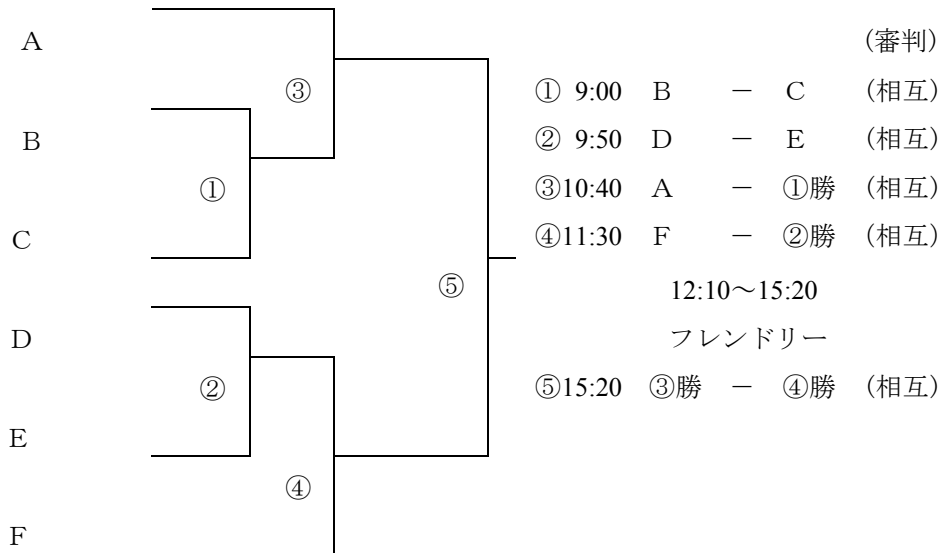 A
(審判)
③
① 9:00 B － C (相互)
B
② 9:50 D － E (相互)
①
③10:40 A － ①勝 (相互)
C
④11:30 F － ②勝 (相互)
⑤
12:10～15:20
D
フレンドリー
②
⑤15:20 ③勝 － ④勝 (相互)
E
④
F